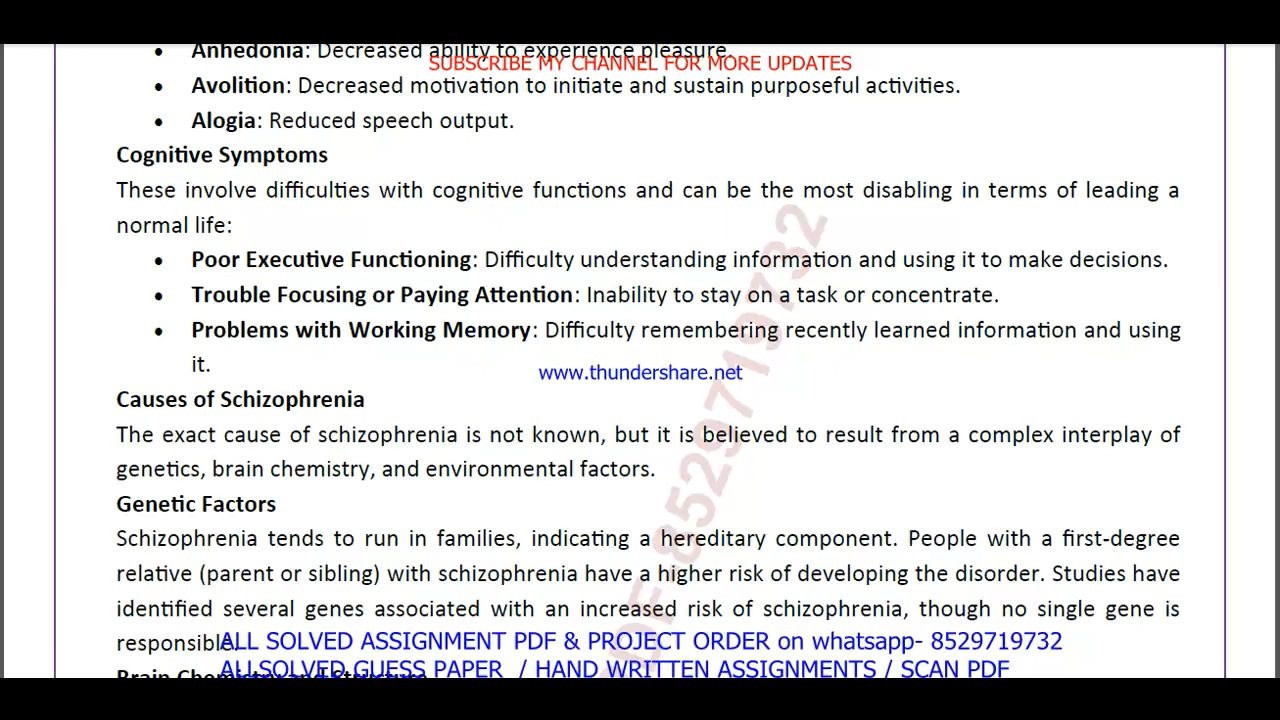 • Anhedonia: Decreased ability to experience pleasure.
SUBSCRIBE MY CHANNEL FOR MORE UPDATES
• Avolition: Decreased motivation to initiate and sustain purposeful activities.
• Alogia: Reduced speech output.
Cognitive Symptoms
These involve difficulties with cognitive functions and can be the most disabling in terms of leading a
normal life:
• Poor Executive Functioning: Difficulty understanding information and using it to make decisions.
• Trouble Focusing or Paying Attention: Inability to stay on a task or concentrate.
• Problems with Working Memory: Difficulty remembering recently learned information and using
it.
www.thundershare.net
Causes of Schizophrenia
The exact cause of schizophrenia is not known, but it is believed to result from a complex interplay of
genetics, brain chemistry, and environmental factors.
Genetic Factors
Schizophrenia tends to run in families, indicating a hereditary component. People with a first-degree
relative (parent or sibling) with schizophrenia have a higher risk of developing the disorder. Studies have
identified several genes associated with an increased risk of schizophrenia, though no single gene is
responsible.
ALL SOLVED ASSIGNMENT PDF & PROJECT ORDER on whatsapp- 8529719732
ALLSOLVED GUESS PAPER / HAND WRITTEN ASSIGNMENTS / SCAN PDF
Brain Chemistry and Structure
DF-8529719732